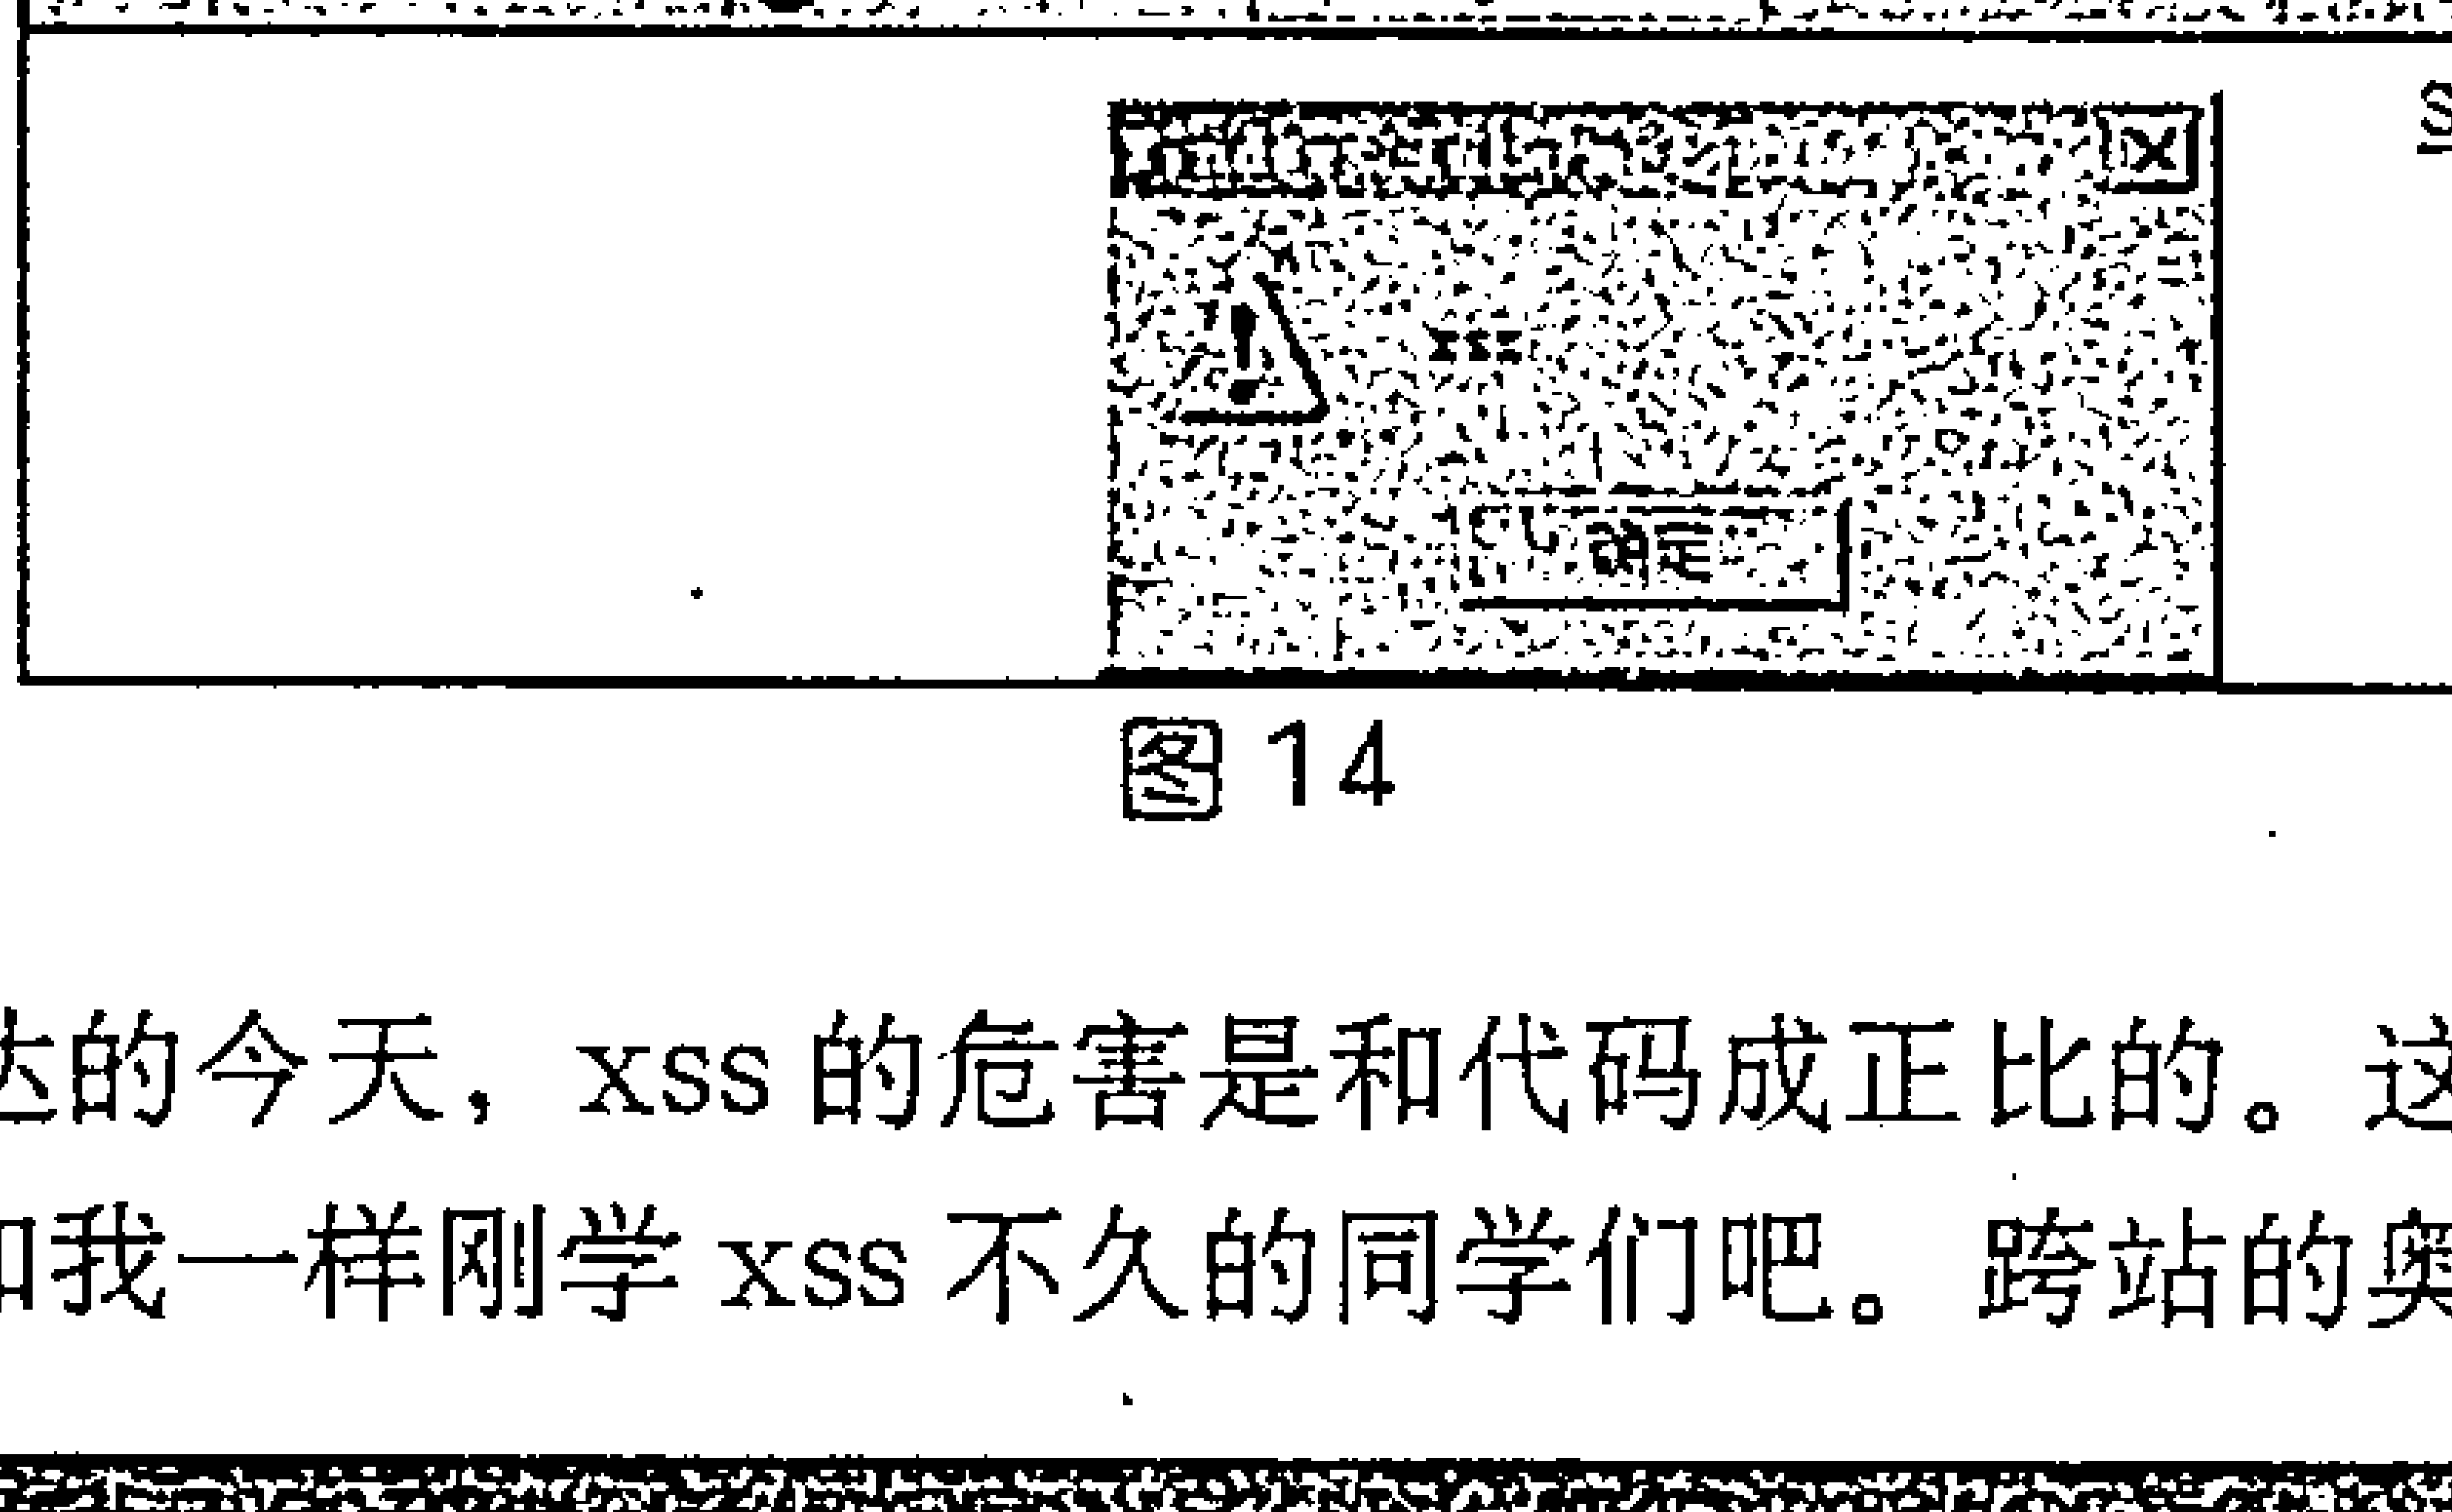 xss
确定
图 14
达的今天，xss 的危害是和代码成正比的。这
和我一样刚学 xss 不久的同学们吧。跨站的奥